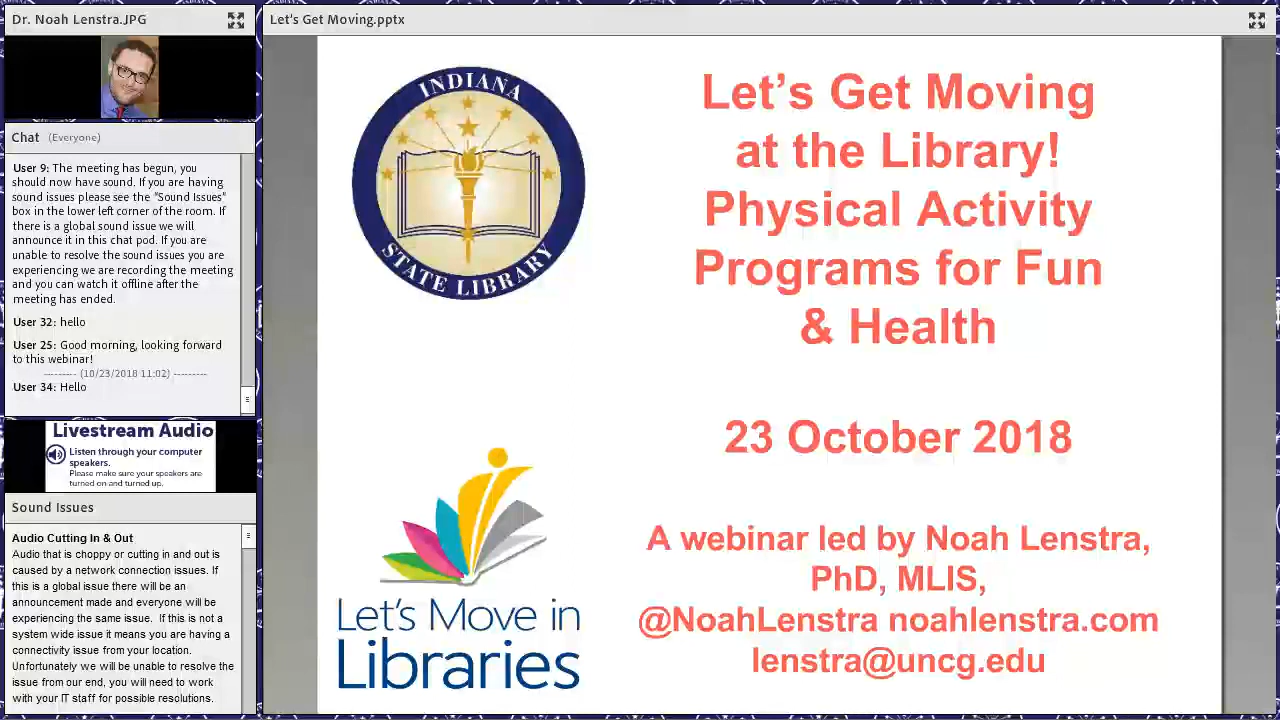 Dr. Noah Lenstra.JPG
Chat (Everyone)
User 9: The meeting has begun, you
should now have sound. If you are having
sound issues please see the "Sound Issues"
box in the lower left corner of the room. If
there is a global sound issue we will
announce it in this chat pod. If you are
unable to resolve the sound issues you are
experiencing we are recording the meeting
and you can watch it offline after the
meeting has ended.
User 32: hello
User 25: Good morning, looking forward
to this webinar!
--------- (10/23/2018 11:02) ---------
User 34: Hello
Livestream Audio
Listen through your computer
speakers.
Please make sure your speakers are
turned on and turned up.
Sound Issues
Audio Cutting In & Out
Audio that is choppy or cutting in and out is
caused by a network connection issues. If
this is a global issue there will be an
announcement made and everyone will be
experiencing the same issue. If this is not a
system wide issue it means you are having a
connectivity issue from your location.
Unfortunately we will be unable to resolve the
issue from our end, you will need to work
with your IT staff for possible resolutions.
Let's Get Moving.pptx
INDIANA
STATE LIBRARY
Let's Move in
Libraries
Let's Get Moving
at the Library!
Physical Activity
Programs for Fun
& Health
23 October 2018
A webinar led by Noah Lenstra,
PhD, MLIS,
@NoahLenstra noahlenstra.com
lenstra@uncg.edu